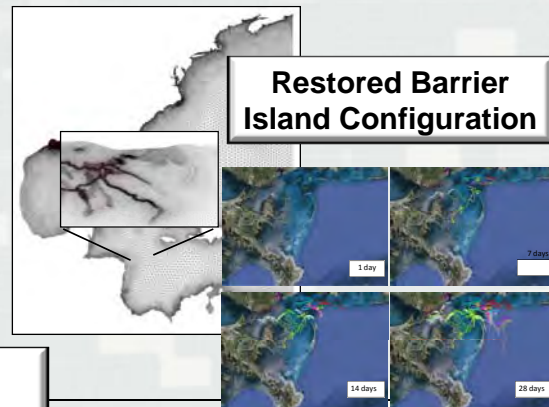 Restored Barrier
Island Configuration
1 day
7 days
14 days
28 days